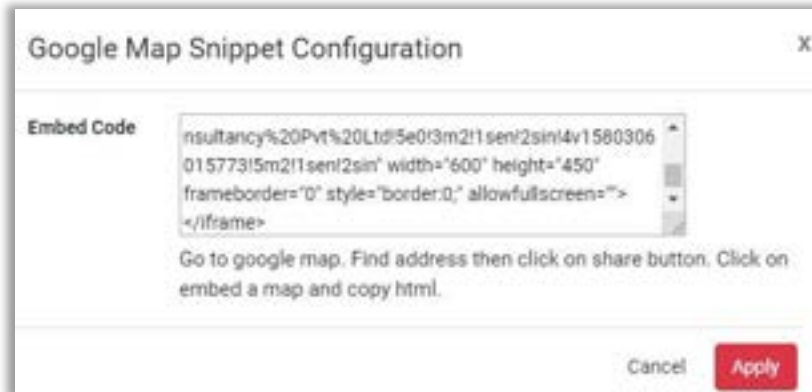 Google Map Snippet Configuration
X
Embed Code
nsultancy%20Pvt%20Ltd!5e0!3m2!1sen!2sin!4v1580306
015773!5m2!1sen!2sin" width="600" height="450"
frameborder="0" style="border:0;" allowfullscreen="">
</iframe>
Go to google map. Find address then click on share button. Click on
embed a map and copy html.
Cancel
Apply